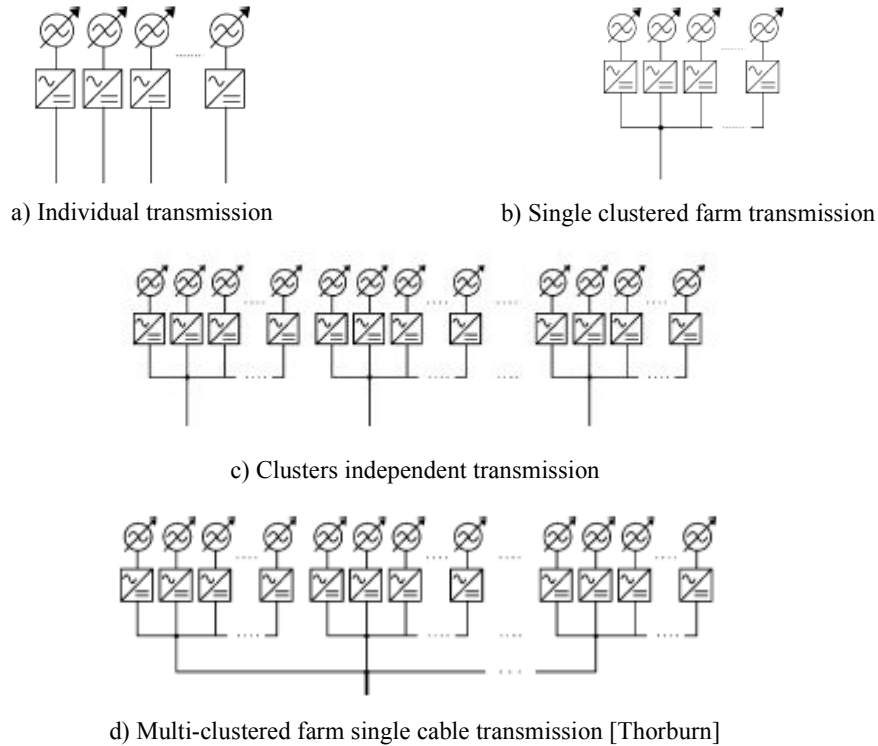 a) Individual transmission
b) Single clustered farm transmission
c) Clusters independent transmission
d) Multi-clustered farm single cable transmission [Thorburn]